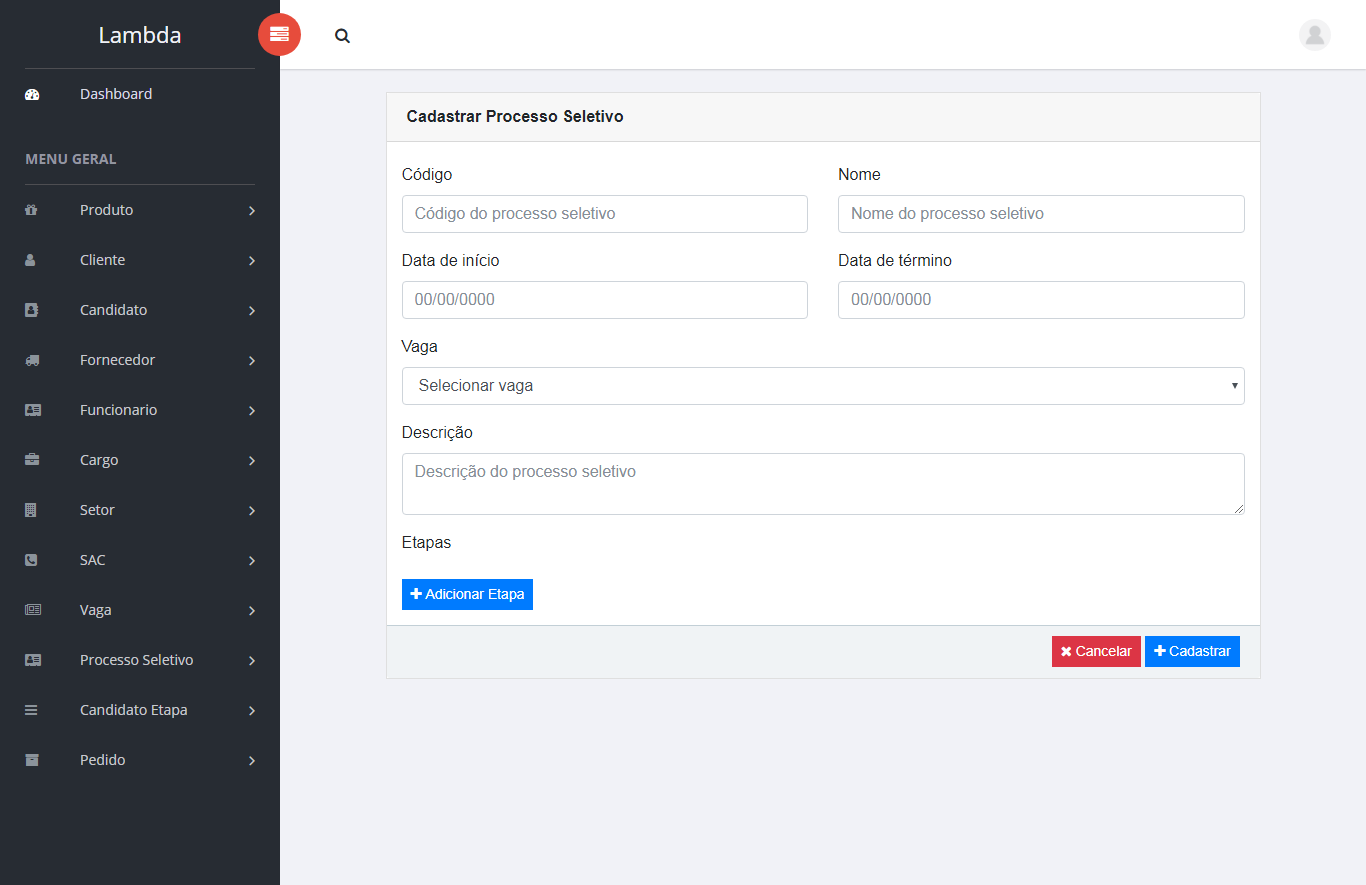 Lambda
Dashboard
MENU GERAL
Produto
Cliente
Candidato
Fornecedor
Funcionario
Cargo
Setor
SAC
Vaga
Processo Seletivo
Candidato Etapa
Pedido
Cadastrar Processo Seletivo
Código Nome
Código do processo seletivo Nome do processo seletivo
Data de início Data de término
00/00/0000 00/00/0000
Vaga
Selecionar vaga
Descrição
Descrição do processo seletivo
Etapas
Adicionar Etapa
Cancelar Cadastrar